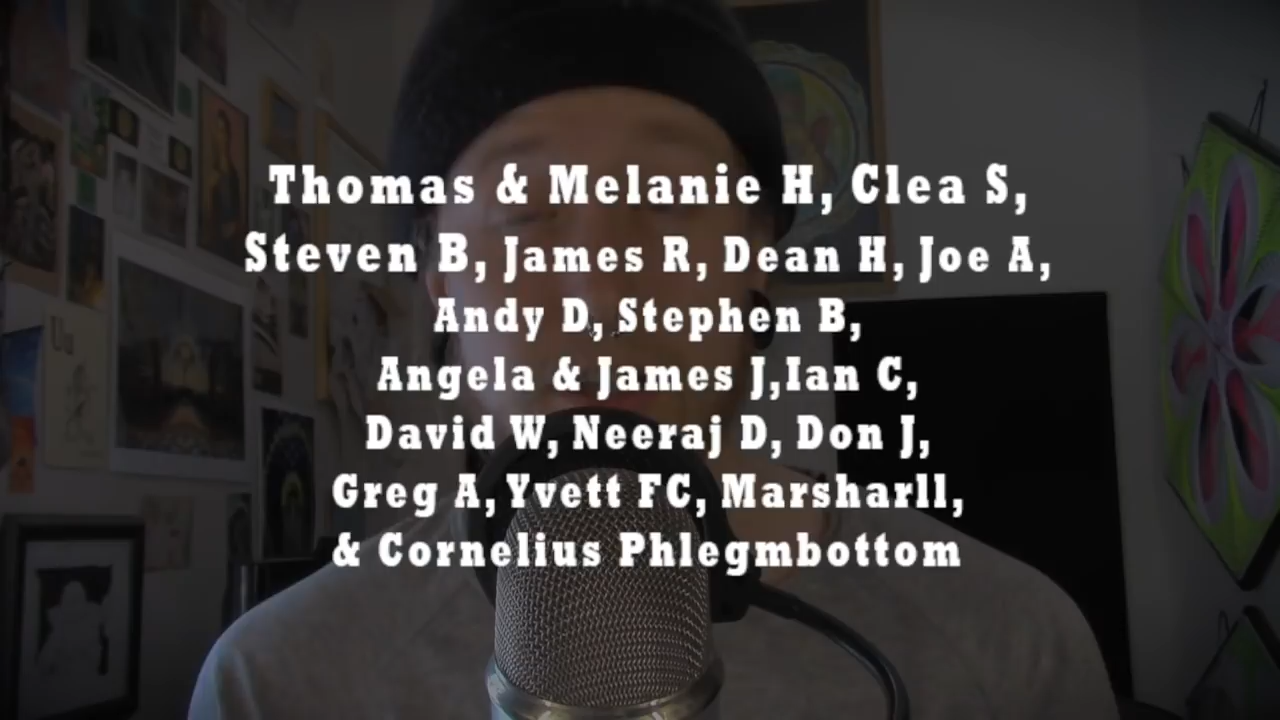 Thomas & Melanie H, Clea S,
Steven B, James R, Dean H, Joe A,
Andy D, Stephen B,
Angela & James J,Ian C,
David W, Neeraj D, Don J,
Greg A, Yvett FC, Marsharll,
& Cornelius Phlegmbottom